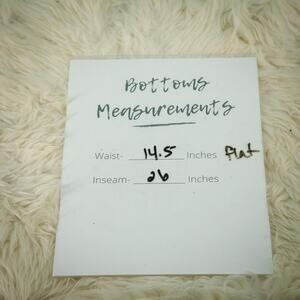 Bottoms
Measurements
Waist- 14.5 Inches flat
Inseam- 26 Inches